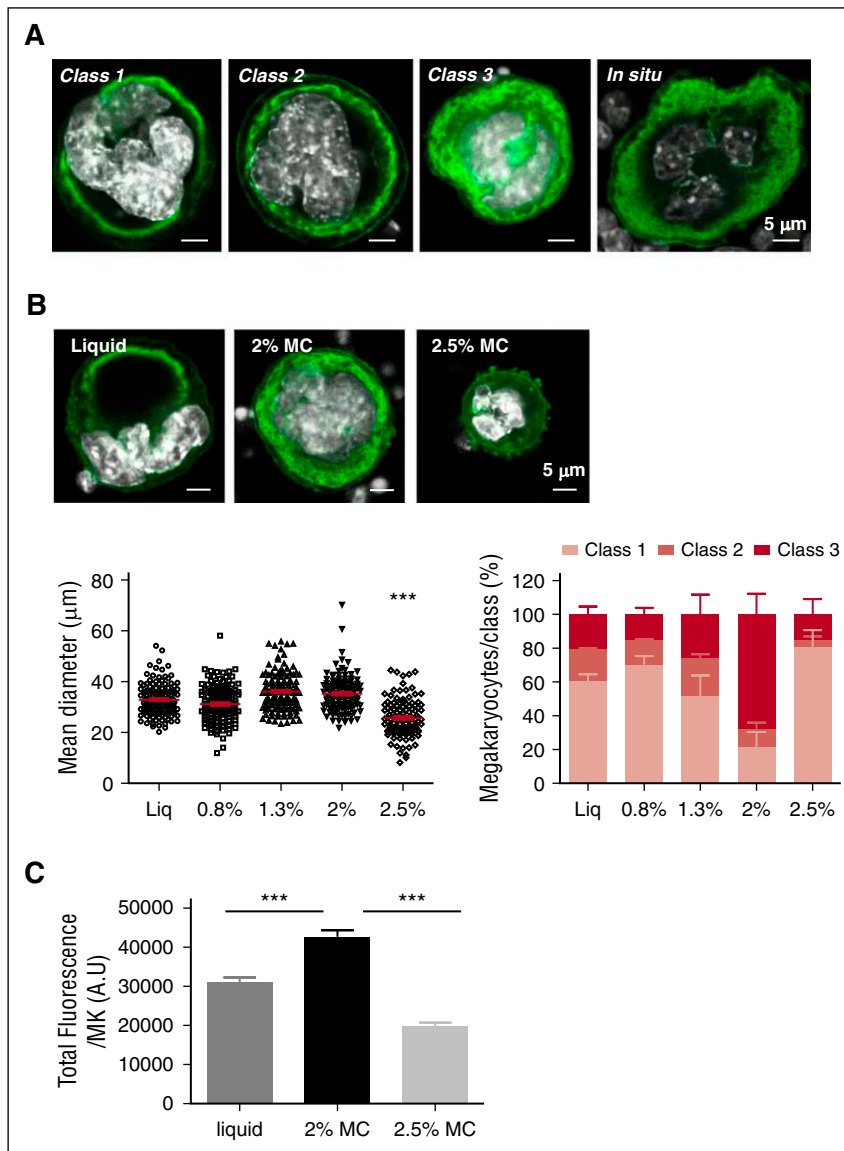 A
Class 1 Class 2 Class 3 In situ
5 μm
B
Liquid 2% MC 2.5% MC
5 μm
Mean diameter (μm)
80
60
40
20
0
***
Liq 0.8% 1.3% 2% 2.5%
Class 1 Class 2 Class 3
Megakaryocytes/class (%)
120
100
80
60
40
20
0
Liq 0.8% 1.3% 2% 2.5%
C
Total Fluorescence
/MK (A.U)
50000
40000
30000
20000
10000
0
*** ***
liquid 2% MC 2.5% MC